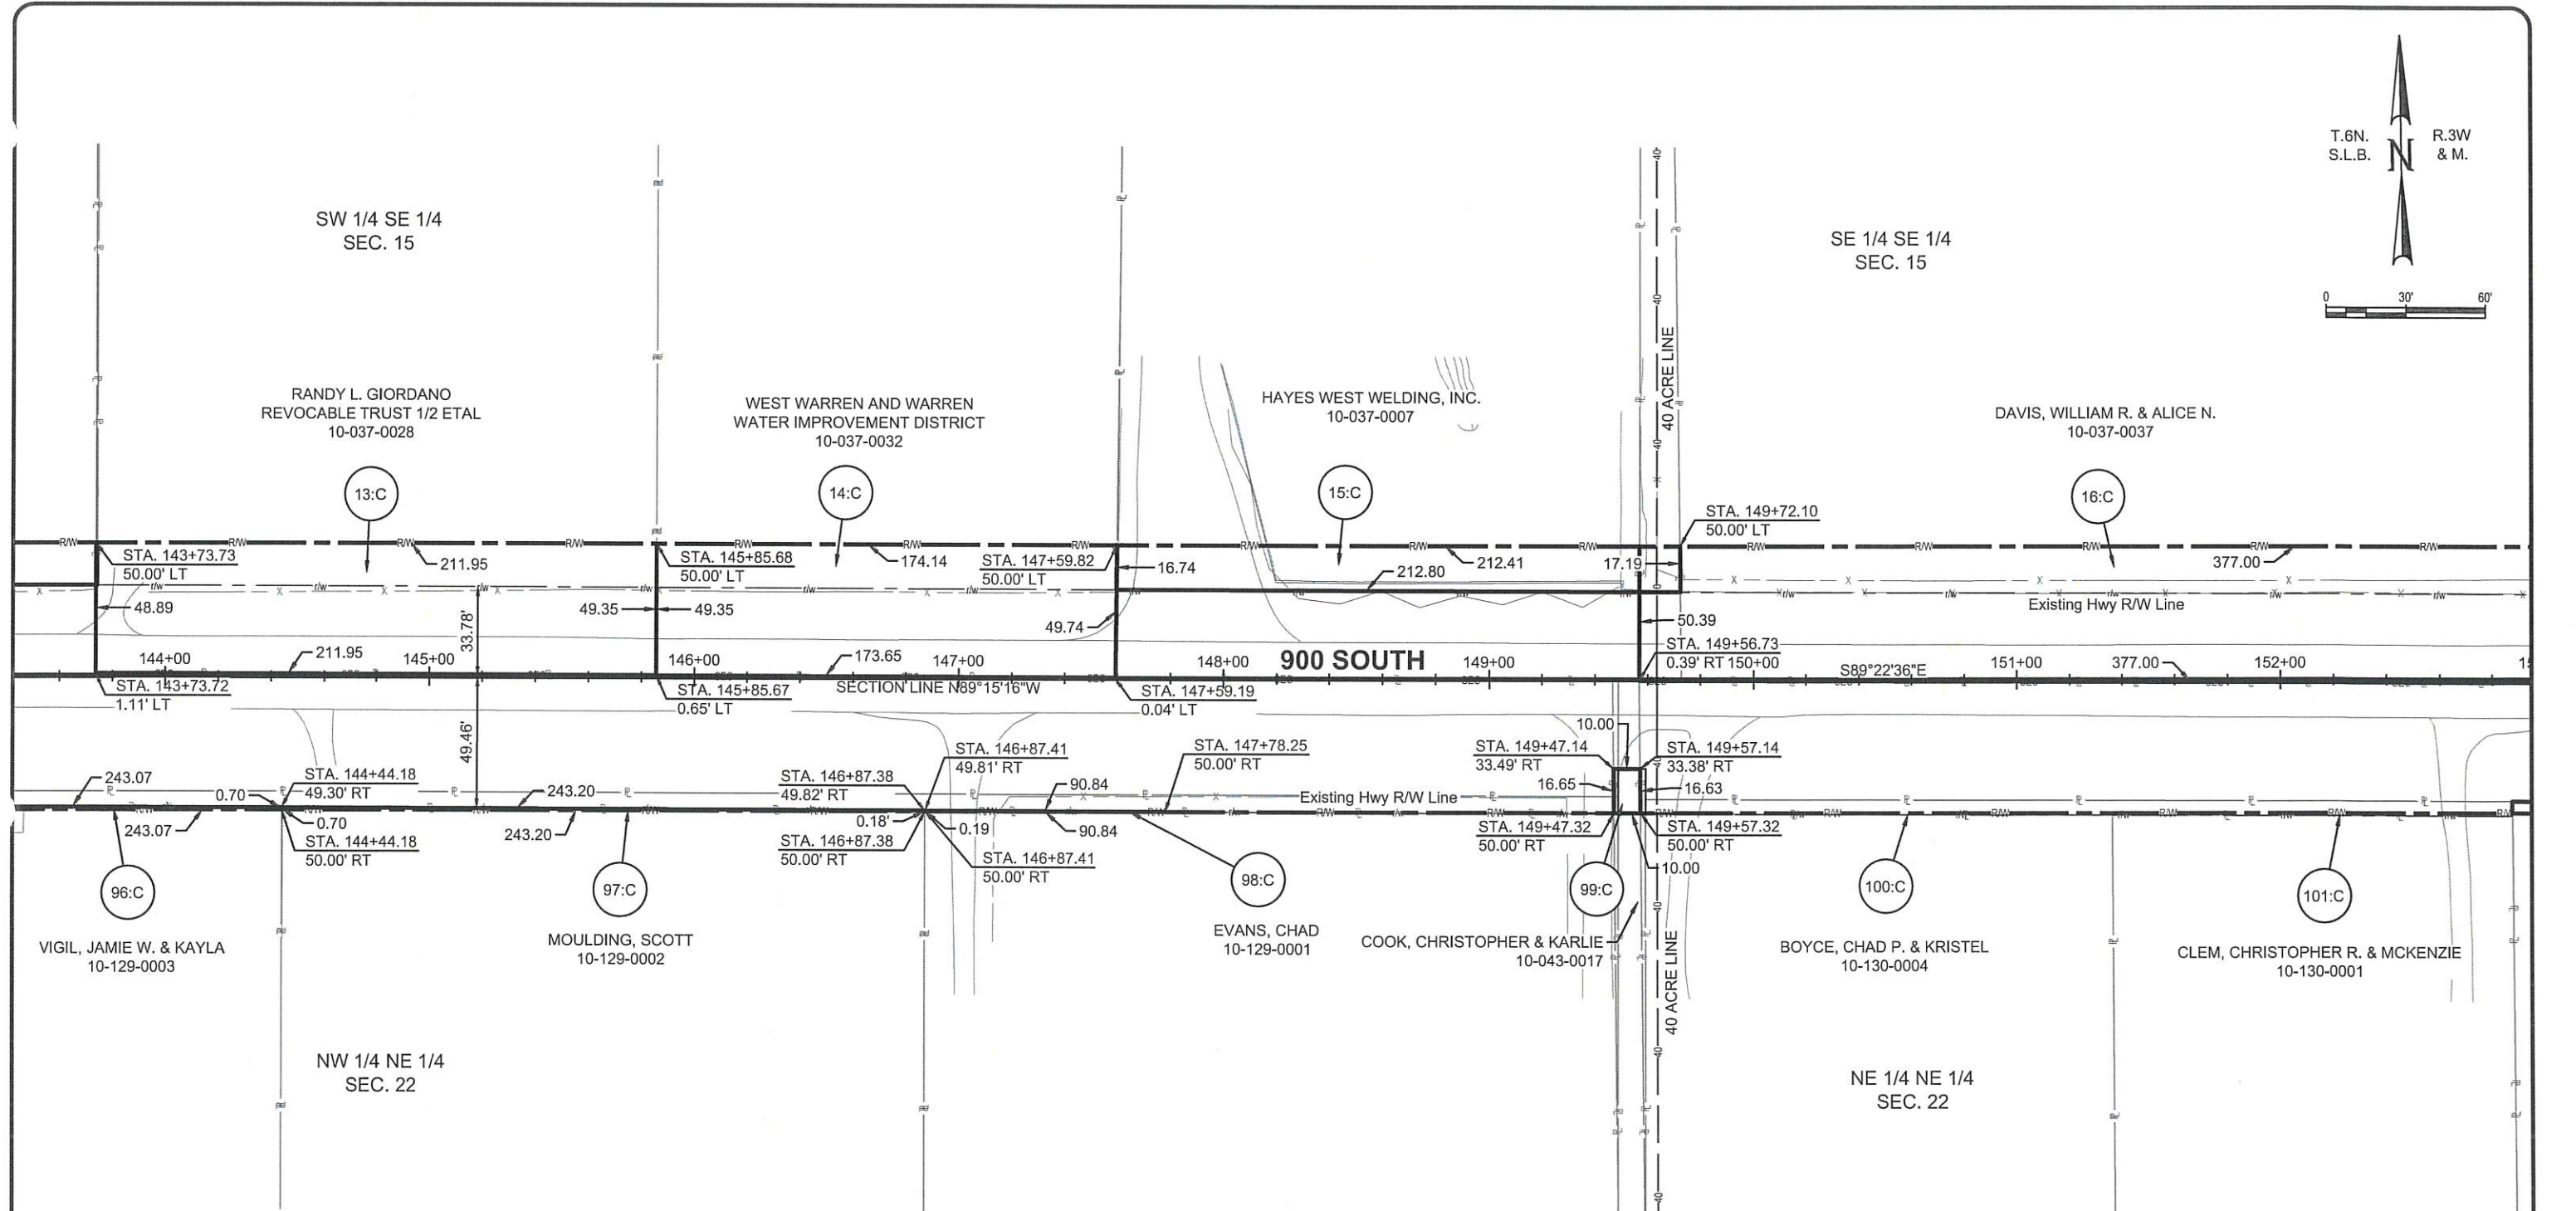 T.6N.
R.3W
S.L.B.
N
& M.
SW 1/4 SE 1/4
SEC. 15
SE 1/4 SE 1/4
SEC. 15
0 30' 60'
40 ACRE LINE
RANDY L. GIORDANO
REVOCABLE TRUST 1/2 ETAL
10-037-0028
WEST WARREN AND WARREN
WATER IMPROVEMENT DISTRICT
10-037-0032
HAYES WEST WELDING, INC.
10-037-0007
DAVIS, WILLIAM R. & ALICE N.
10-037-0037
13:C
14:C
15:C
16:C
STA. 149+72.10
50.00' LT
STA. 143+73.73
50.00' LT
211.95
STA. 145+85.68
50.00' LT
174.14
STA. 147+59.82
50.00' LT
16.74
212.80
212.41
17.19
377.00
48.89
33.78'
49.35
49.35
49.74
50.39
Existing Hwy R/W Line
144+00
211.95
145+00
146+00
173.65
147+00
148+00
900 SOUTH
149+00
STA. 149+56.73
0.39' RT
150+00
151+00
377.00
152+00
S89°22'36"E
STA. 143+73.72
1.11' LT
STA. 145+85.67
0.65' LT
SECTION LINE N89°15'16"W
STA. 147+59.19
0.04' LT
49.46'
10.00
STA. 146+87.41
49.81' RT
STA. 147+78.25
50.00' RT
STA. 149+47.14
33.49' RT
STA. 149+57.14
33.38' RT
243.07
0.70
STA. 144+44.18
49.30' RT
243.20
STA. 146+87.38
49.82' RT
90.84
Existing Hwy R/W Line
16.65
16.63
243.07
0.70
STA. 144+44.18
50.00' RT
243.20
0.18'
0.19
90.84
STA. 146+87.38
50.00' RT
STA. 146+87.41
50.00' RT
STA. 149+47.32
50.00' RT
STA. 149+57.32
50.00' RT
10.00
96:C
97:C
98:C
99:C
100:C
101:C
VIGIL, JAMIE W. & KAYLA
10-129-0003
MOULDING, SCOTT
10-129-0002
EVANS, CHAD
10-129-0001
COOK, CHRISTOPHER & KARLIE
10-043-0017
BOYCE, CHAD P. & KRISTEL
10-130-0004
CLEM, CHRISTOPHER R. & MCKENZIE
10-130-0001
40 ACRE LINE
NW 1/4 NE 1/4
SEC. 22
NE 1/4 NE 1/4
SEC. 22